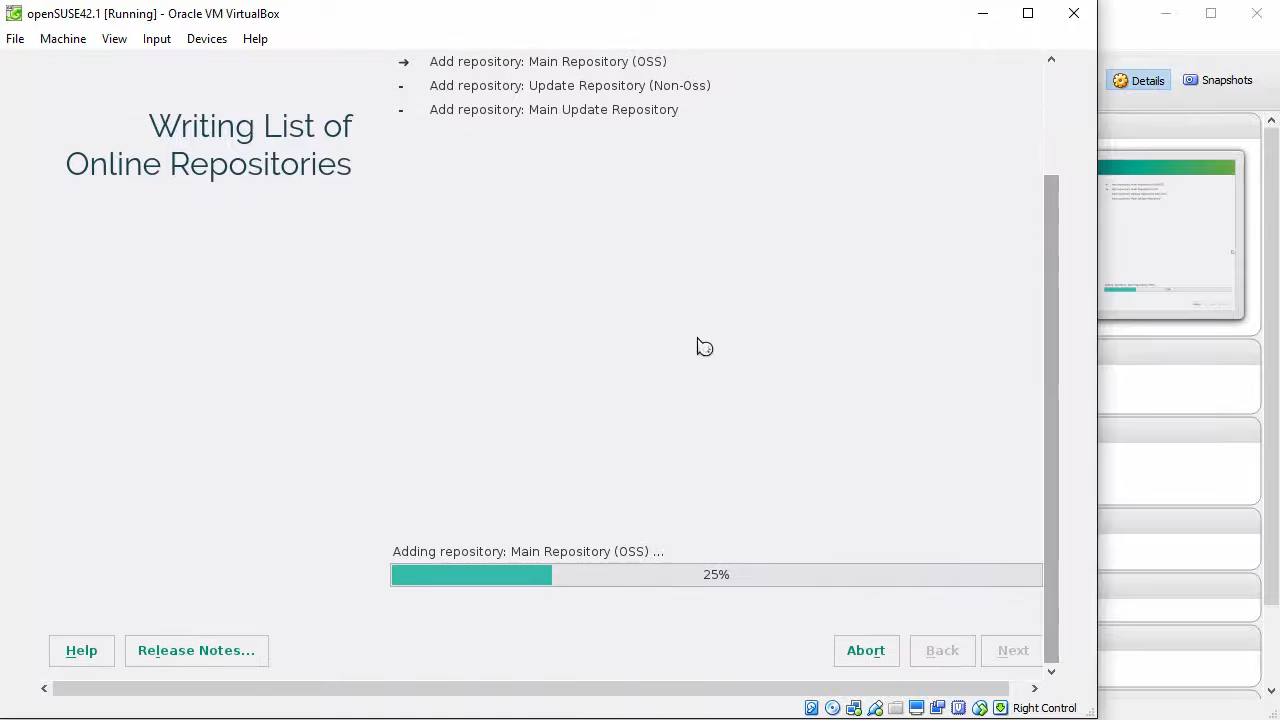 openSUSE42.1 [Running] - Oracle VM VirtualBox
File Machine View Input Devices Help
Details Snapshots
➔ Add repository: Main Repository (OSS)
- Add repository: Update Repository (Non-Oss)
- Add repository: Main Update Repository
Writing List of
Online Repositories
Adding repository: Main Repository (OSS) ...
25%
Help Release Notes... Abort Back Next
Right Control